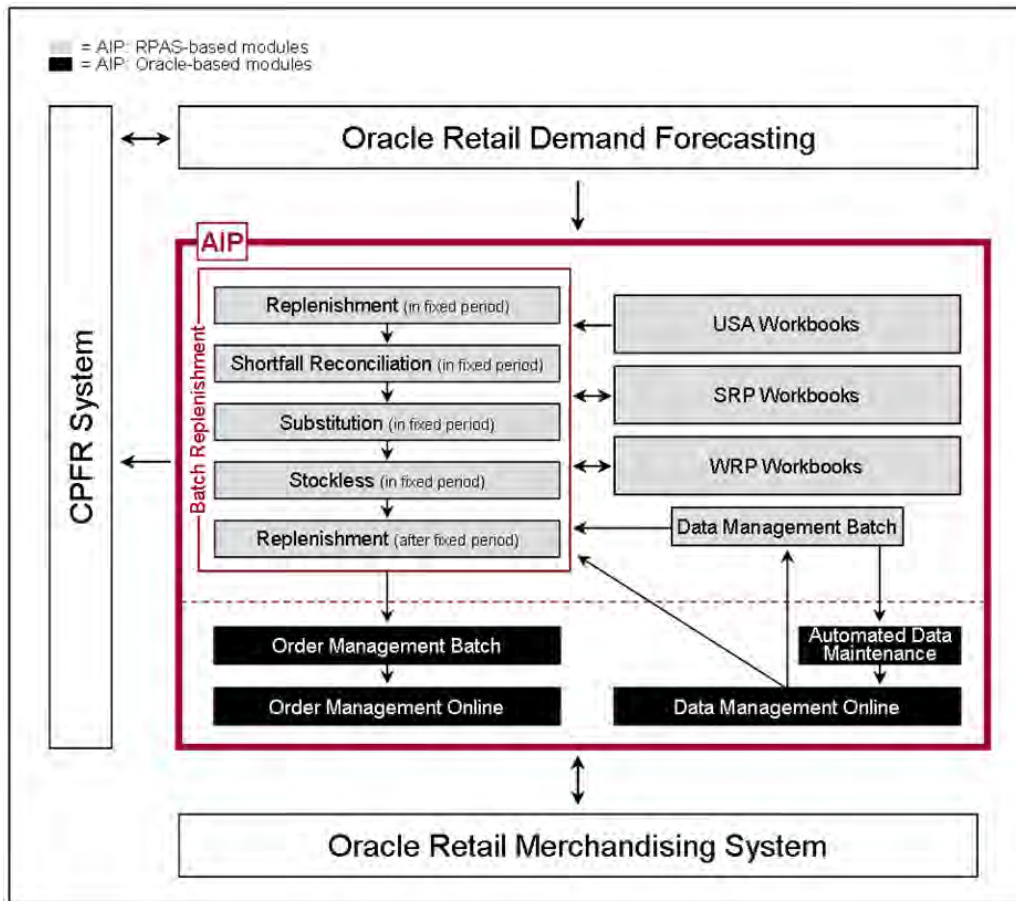 = AIP: RPAS-based modules
= AIP: Oracle-based modules
Oracle Retail Demand Forecasting
CPFR System
AIP
Batch Replenishment
Replenishment (in fixed period)
Shortfall Reconciliation (in fixed period)
Substitution (in fixed period)
Stockless (in fixed period)
Replenishment (after fixed period)
USA Workbooks
SRP Workbooks
WRP Workbooks
Data Management Batch
Order Management Batch
Order Management Online
Automated Data
Maintenance
Data Management Online
Oracle Retail Merchandising System